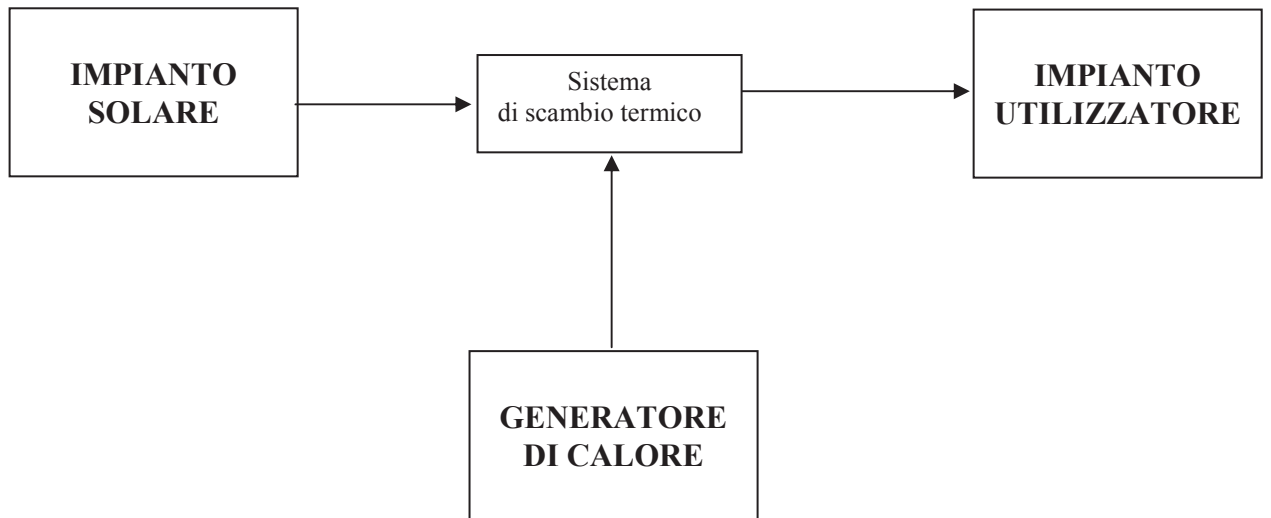 IMPIANTO
SOLARE
Sistema
di scambio termico
IMPIANTO
UTILIZZATORE
GENERATORE
DI CALORE